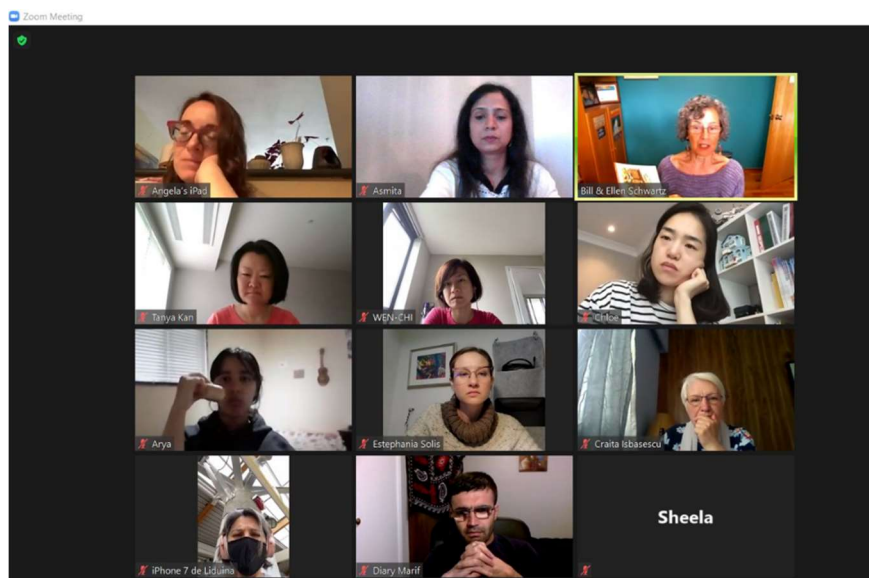 Zoom Meeting
Angela's iPad
Asmita
Bill & Ellen Schwartz
Tanya Kan
WEN-CHI
Chloe
Arya
Estephania Solis
Craita Isbasescu
iPhone 7 de Liduina
Diary Marif
Sheela